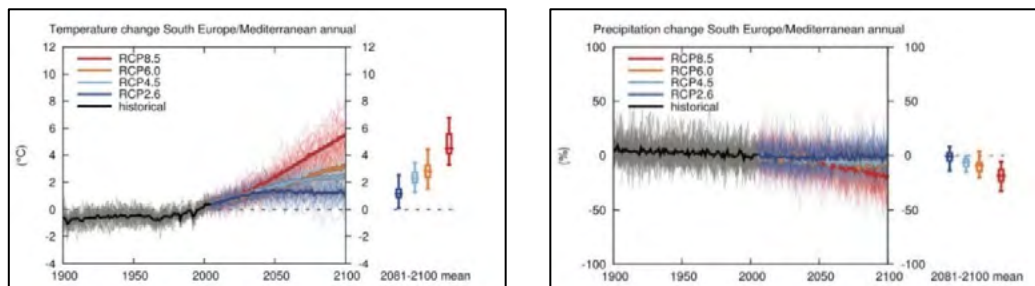 Temperature change South Europe/Mediterranean annual
12 12
10 10
8 8
6 6
4 4
2 2
0 0
-2 -2
-4 -4
(°C)
RCP8.5
RCP6.0
RCP4.5
RCP2.6
historical
1900 1950 2000 2050 2100 2081-2100 mean
Precipitation change South Europe/Mediterranean annual
100 100
50 50
0 0
-50 -50
-100 -100
(%)
RCP8.5
RCP6.0
RCP4.5
RCP2.6
historical
1900 1950 2000 2050 2100 2081-2100 mean